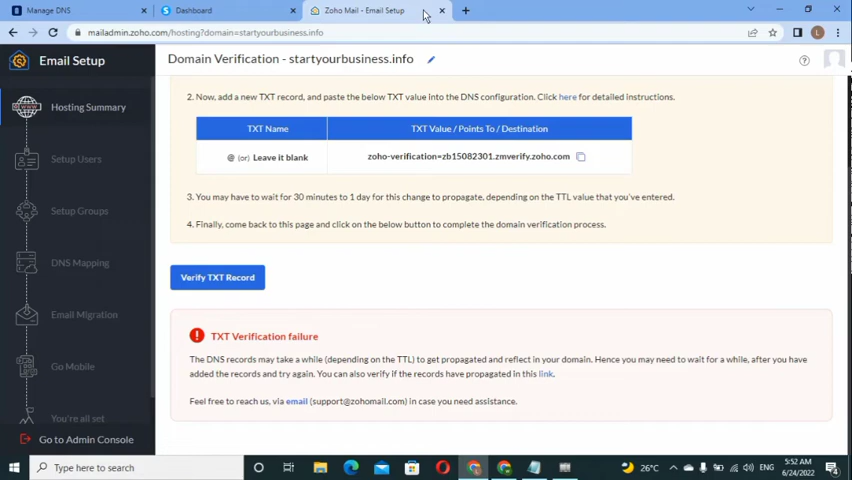 Manage DNS
Dashboard
Zoho Mail - Email Setup
mailadmin.zoho.com/hosting?domain=startyourbusiness.info
L
Email Setup
Domain Verification - startyourbusiness.info
Hosting Summary
Setup Users
Setup Groups
DNS Mapping
Email Migration
Go Mobile
You're all set
Go to Admin Console
2. Now, add a new TXT record, and paste the below TXT value into the DNS configuration. Click here for detailed instructions.
TXT Name
TXT Value / Points To / Destination
@ (or) Leave it blank
zoho-verification=zb15082301.zmverify.zoho.com
3. You may have to wait for 30 minutes to 1 day for this change to propagate, depending on the TTL value that you've entered.
4. Finally, come back to this page and click on the below button to complete the domain verification process.
Verify TXT Record
TXT Verification failure
The DNS records may take a while (depending on the TTL) to get propagated and reflect in your domain. Hence you may need to wait for a while, after you have
added the records and try again. You can also verify if the records have propagated in this link.
Feel free to reach us, via email (support@zohomail.com) in case you need assistance.
Type here to search
26°C
ENG
5:52 AM
6/24/2022
4